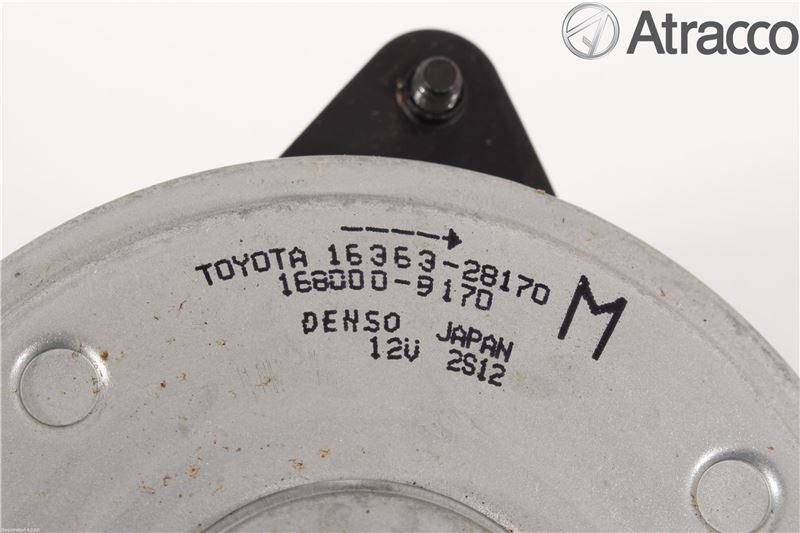 Atracco
TOYOTA 16363-28170
168000-9170
M
DENSO JAPAN
12V 2S12